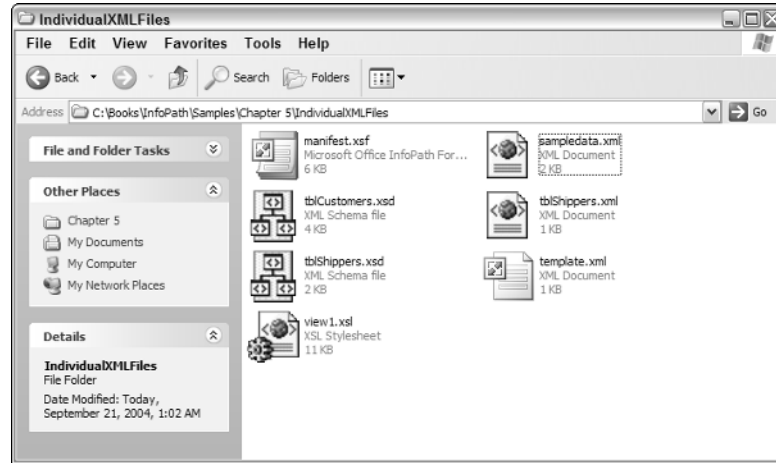 IndividualXMLFiles
File Edit View Favorites Tools Help
Back Search Folders
Address C:\Books\InfoPath\Samples\Chapter 5\IndividualXMLFiles Go
File and Folder Tasks
Other Places
Chapter 5
My Documents
My Computer
My Network Places
Details
IndividualXMLFiles
File Folder
Date Modified: Today,
September 21, 2004, 1:02 AM
manifest.xsf
Microsoft Office InfoPath For...
6 KB
sampledata.xml
XML Document
2 KB
tblCustomers.xsd
XML Schema file
4 KB
tblShippers.xml
XML Document
1 KB
tblShippers.xsd
XML Schema file
2 KB
template.xml
XML Document
1 KB
view1.xsl
XSL Stylesheet
11 KB